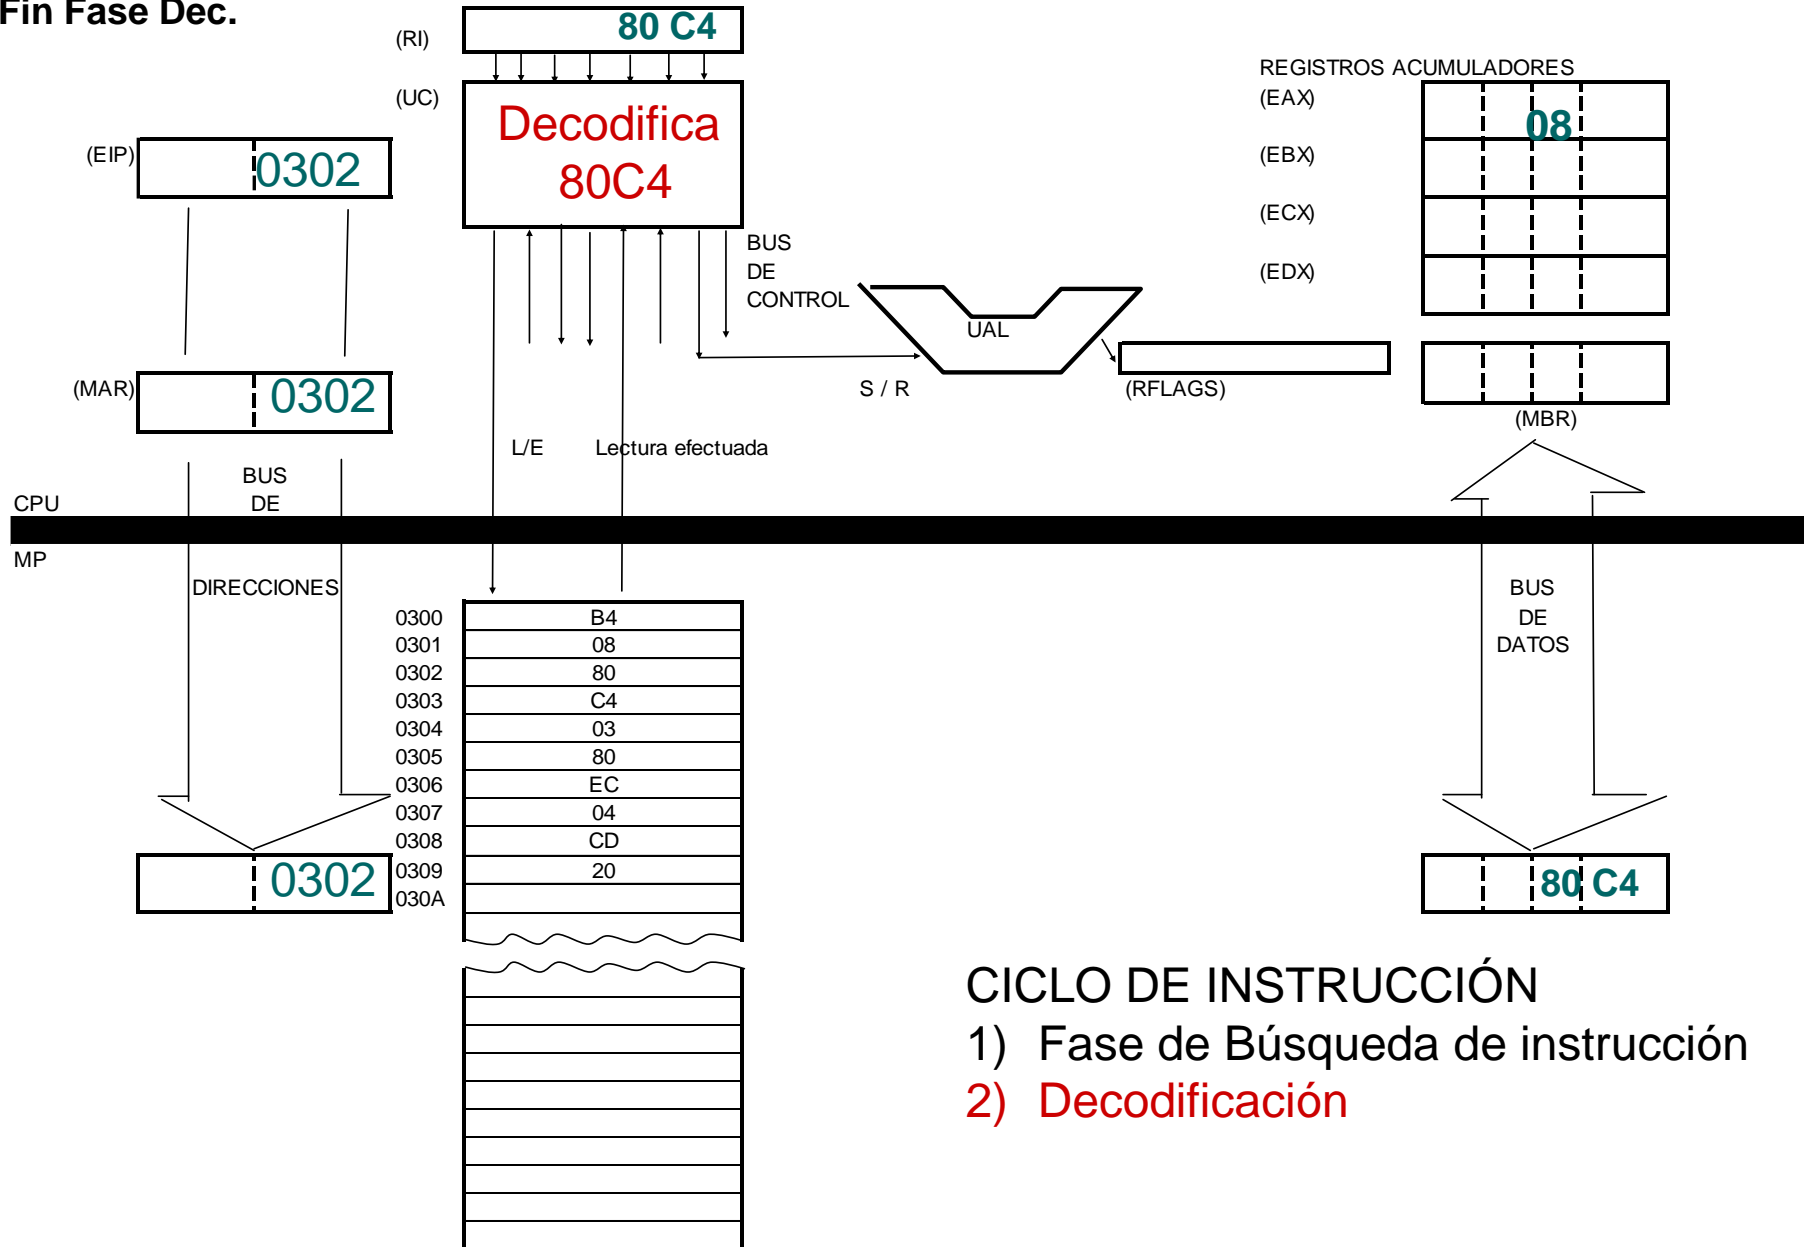 Fin Fase Dec.
(RI)
80 C4
(UC)
Decodifica
80C4
REGISTROS ACUMULADORES
(EAX)
08
(EBX)
(ECX)
(EDX)
(EIP)
0302
BUS
DE
CONTROL
UAL
S / R
(RFLAGS)
(MBR)
(MAR)
0302
L/E
Lectura efectuada
BUS
DE
CPU
MP
DIRECCIONES
BUS
DE
DATOS
0300 B4
0301 08
0302 80
0303 C4
0304 03
0305 80
0306 EC
0307 04
0308 CD
0309 20
030A
0302
80 C4
CICLO DE INSTRUCCIÓN
1) Fase de Búsqueda de instrucción
2) Decodificación